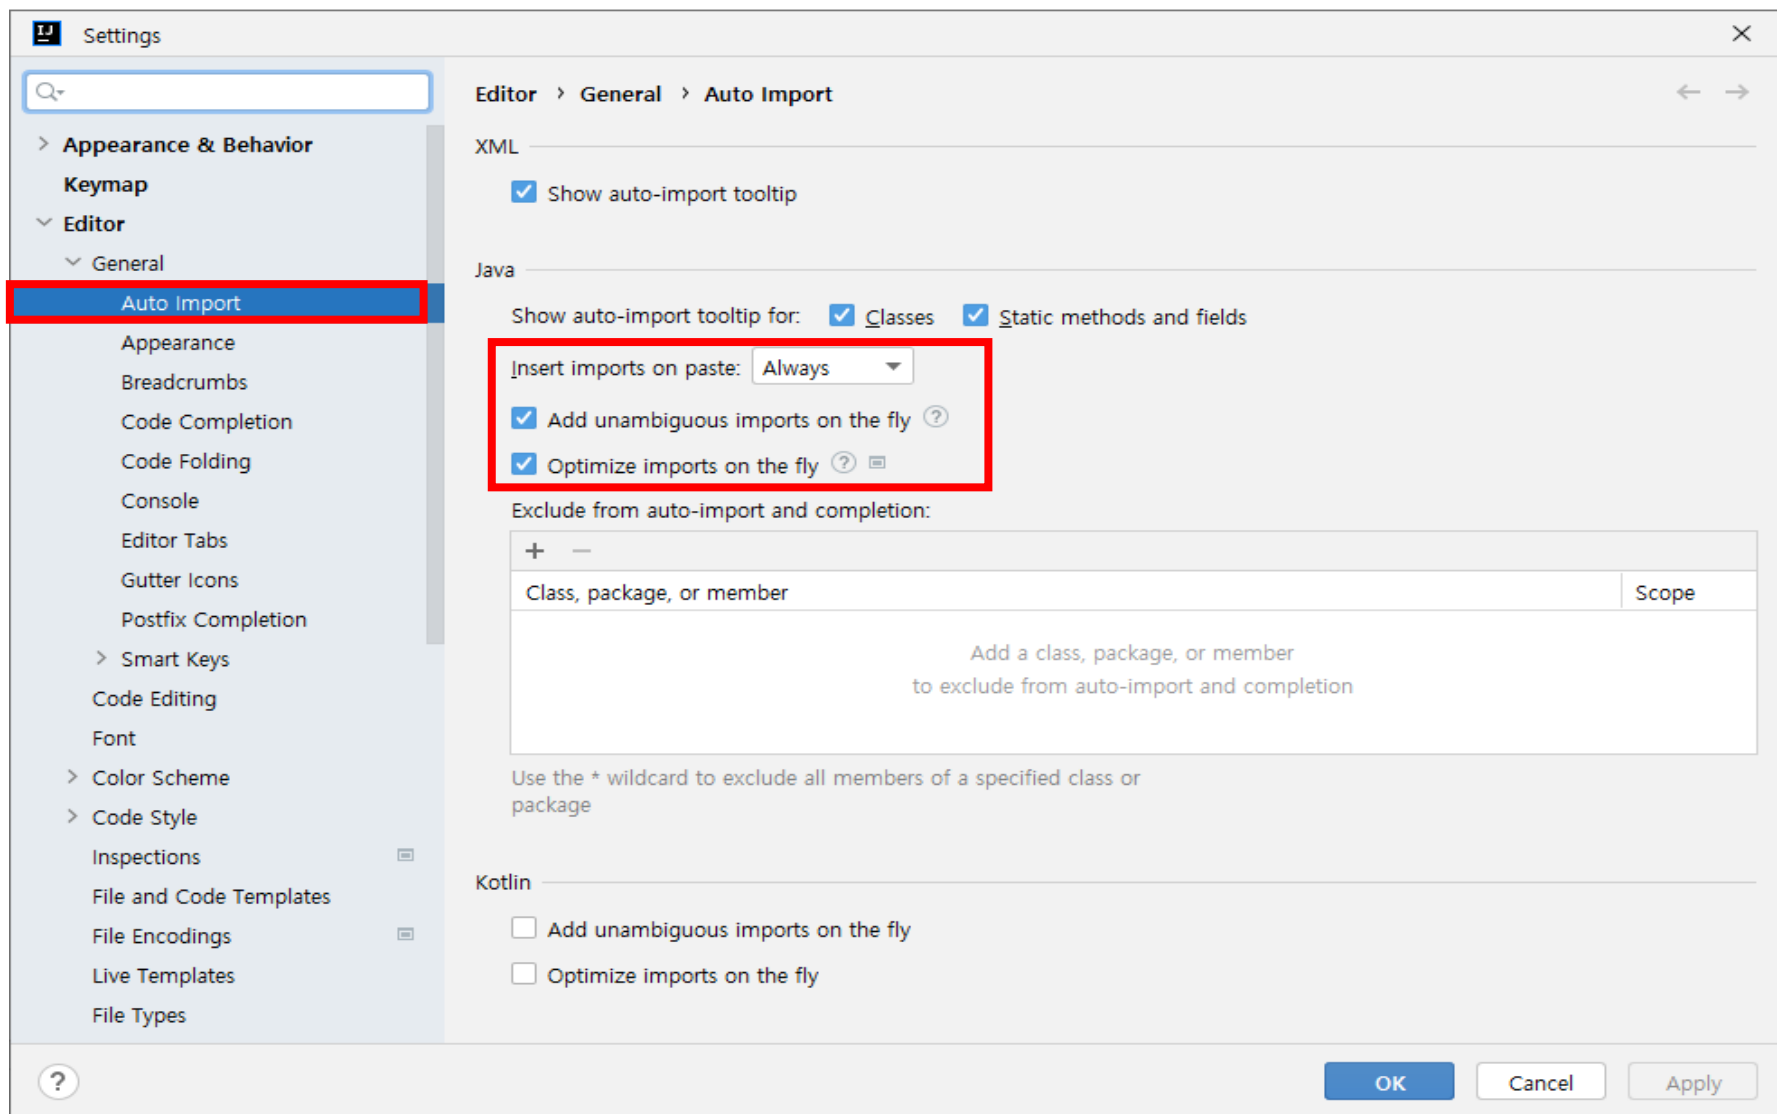 IJ Settings
Appearance & Behavior
Keymap
Editor
General
Auto Import
Appearance
Breadcrumbs
Code Completion
Code Folding
Console
Editor Tabs
Gutter Icons
Postfix Completion
Smart Keys
Code Editing
Font
Color Scheme
Code Style
Inspections
File and Code Templates
File Encodings
Live Templates
File Types
Editor › General › Auto Import
XML
Show auto-import tooltip
Java
Show auto-import tooltip for: Classes Static methods and fields
Insert imports on paste: Always
Add unambiguous imports on the fly ?
Optimize imports on the fly ?
Exclude from auto-import and completion:
+ −
Class, package, or member Scope
Add a class, package, or member
to exclude from auto-import and completion
Use the * wildcard to exclude all members of a specified class or
package
Kotlin
Add unambiguous imports on the fly
Optimize imports on the fly
? OK Cancel Apply